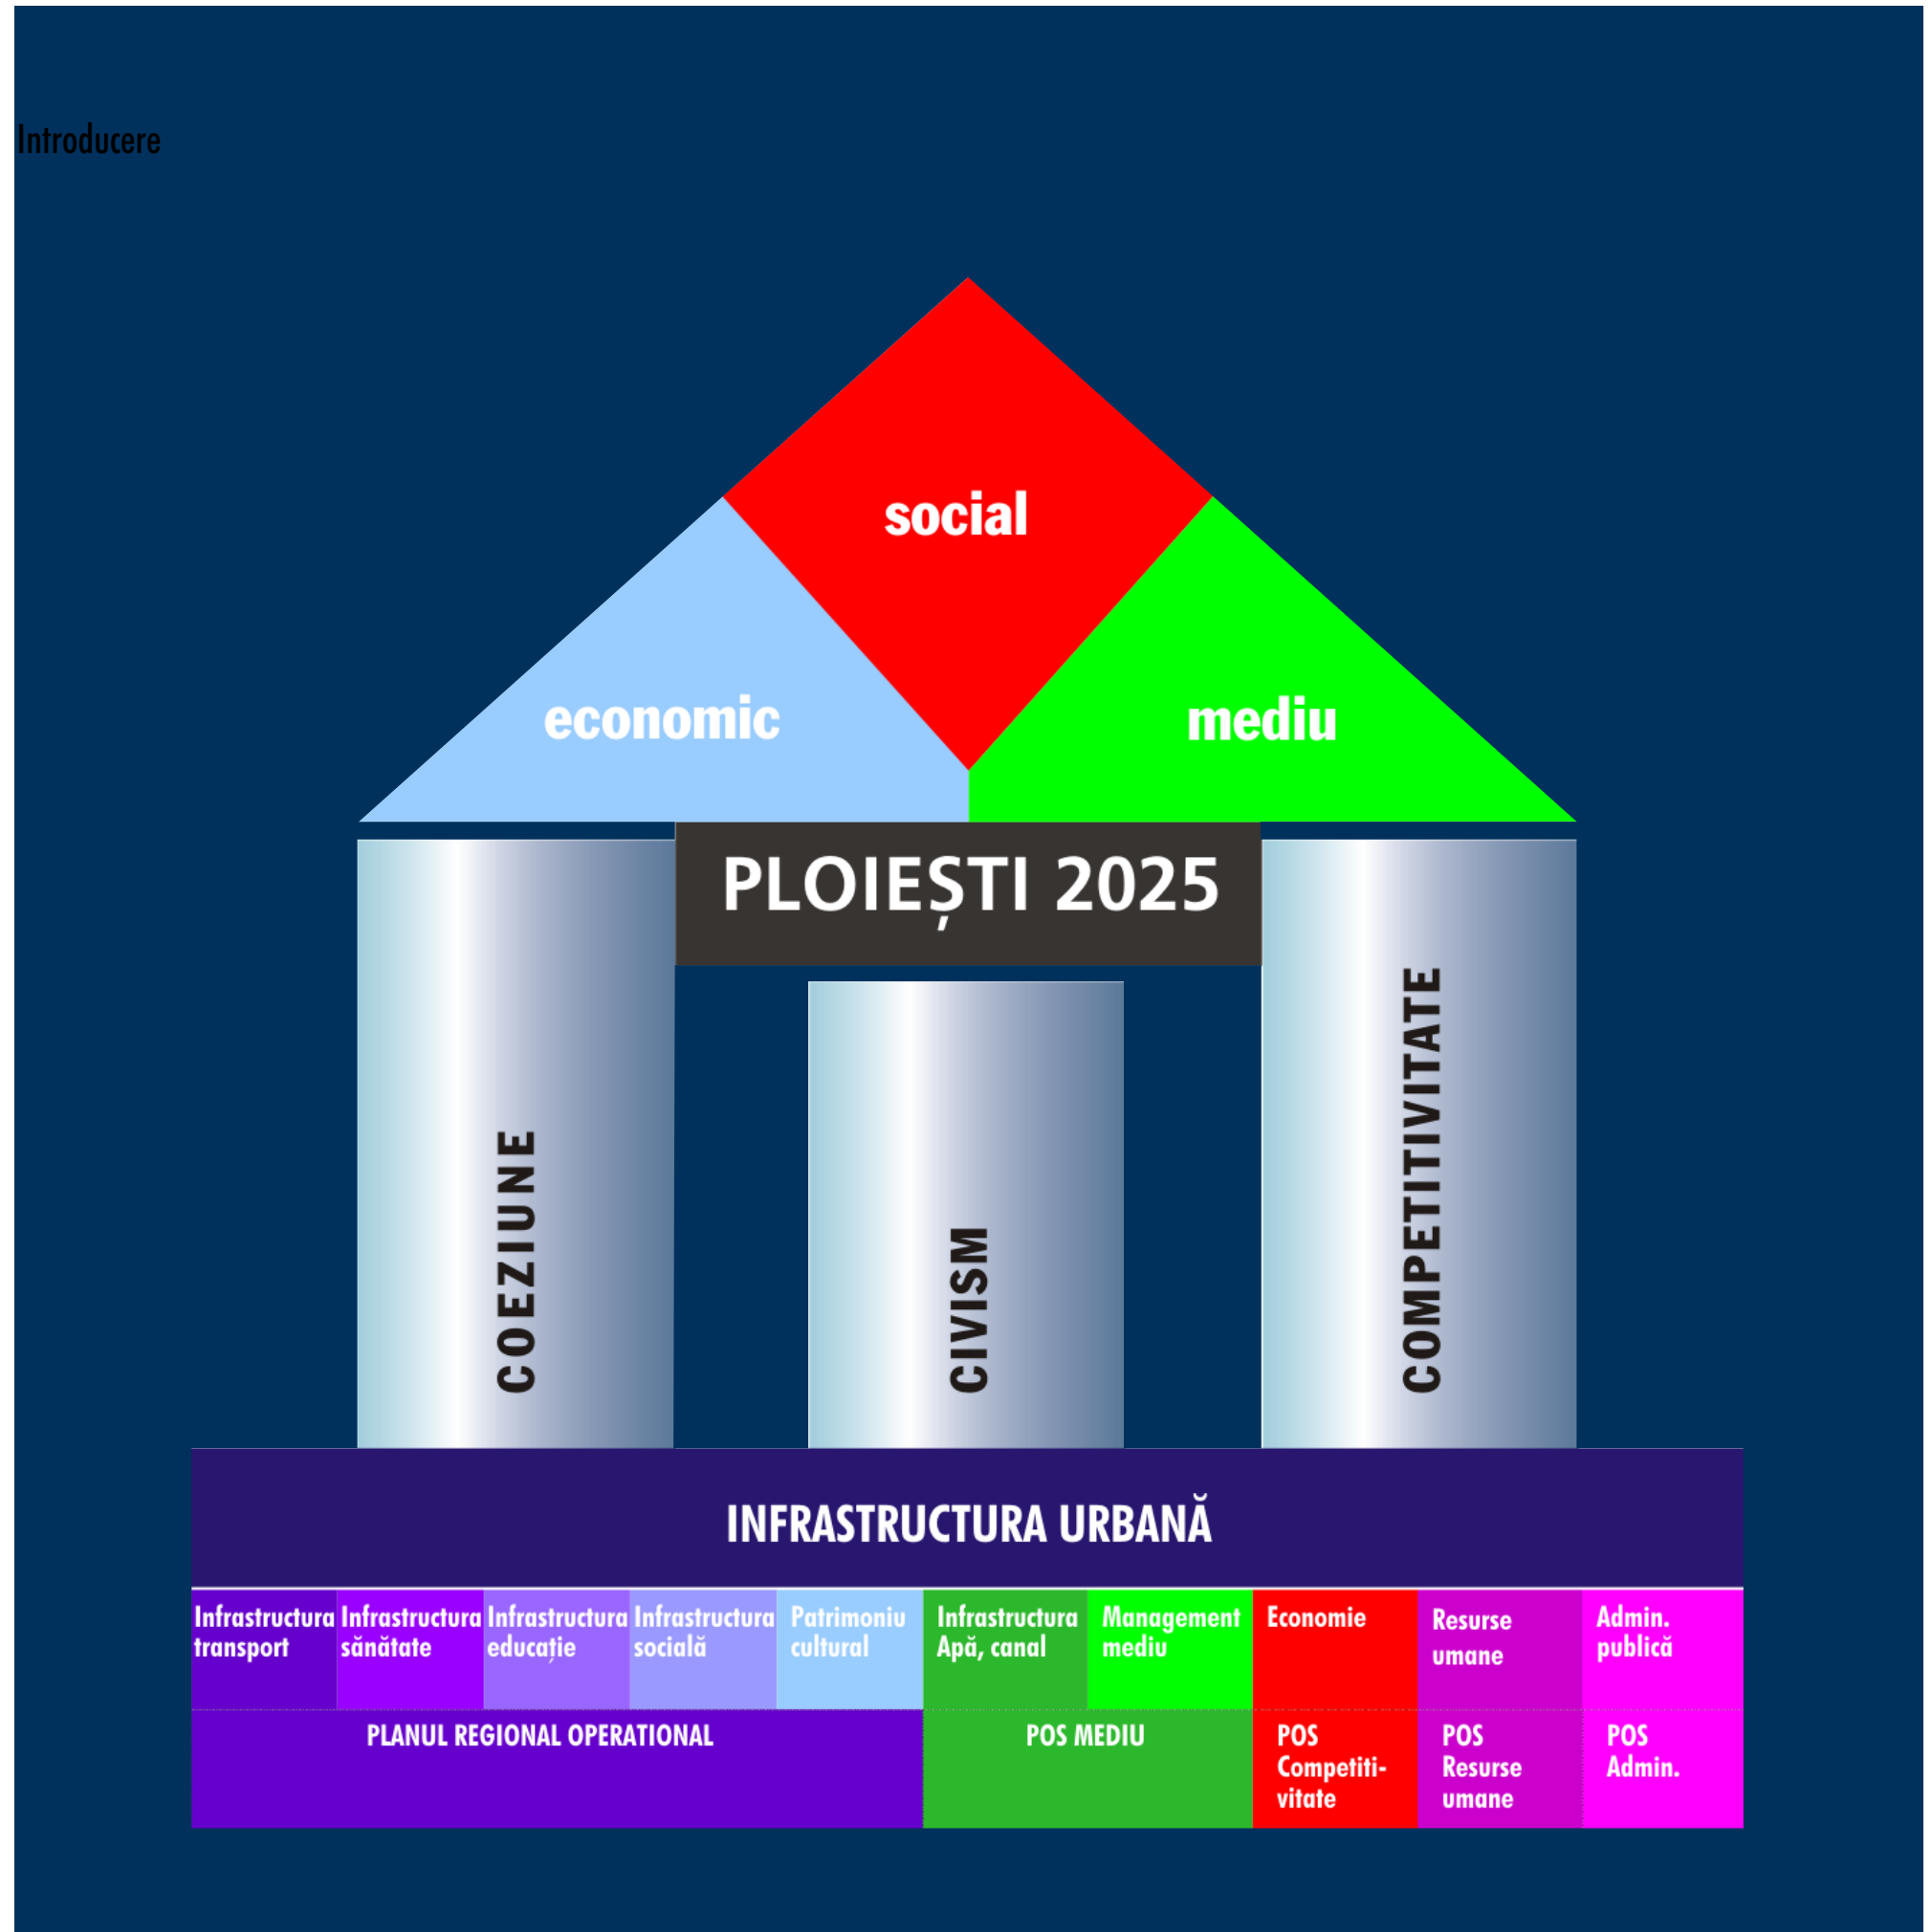 Introducere
social
economic
mediu
PLOIEȘTI 2025
COEZIUNE
CIVISM
COMPETITIVITATE
INFRASTRUCTURA URBANĂ
Infrastructura
transport
Infrastructura
sănătate
Infrastructura
educație
Infrastructura
socială
Patrimoniu
cultural
Infrastructura
Apă, canal
Management
mediu
Economie
Resurse
umane
Admin.
publică
PLANUL REGIONAL OPERATIONAL
POS MEDIU
POS
Competiti-
vitate
POS
Resurse
umane
POS
Admin.